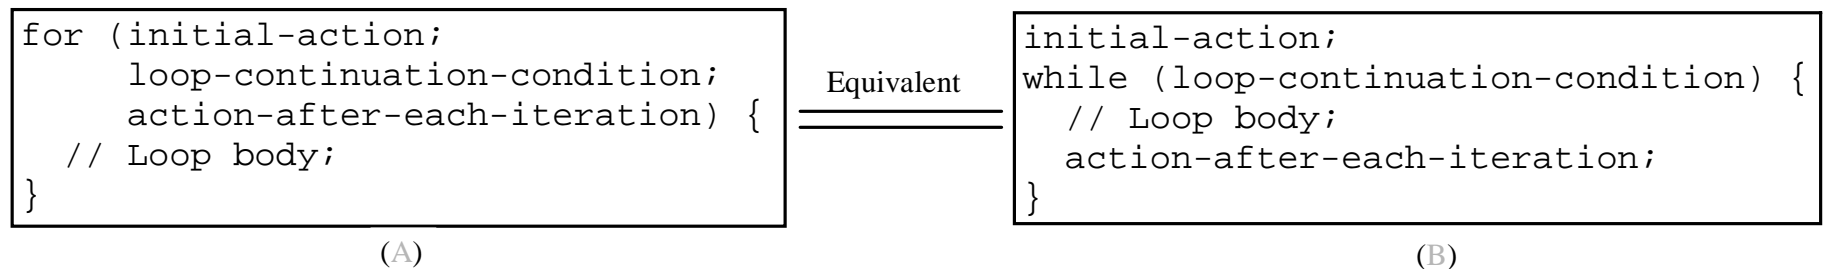 for (initial-action;
     loop-continuation-condition;
     action-after-each-iteration) {
  // Loop body;
}
(A)
Equivalent
initial-action;
while (loop-continuation-condition) {
  // Loop body;
  action-after-each-iteration;
}
(B)